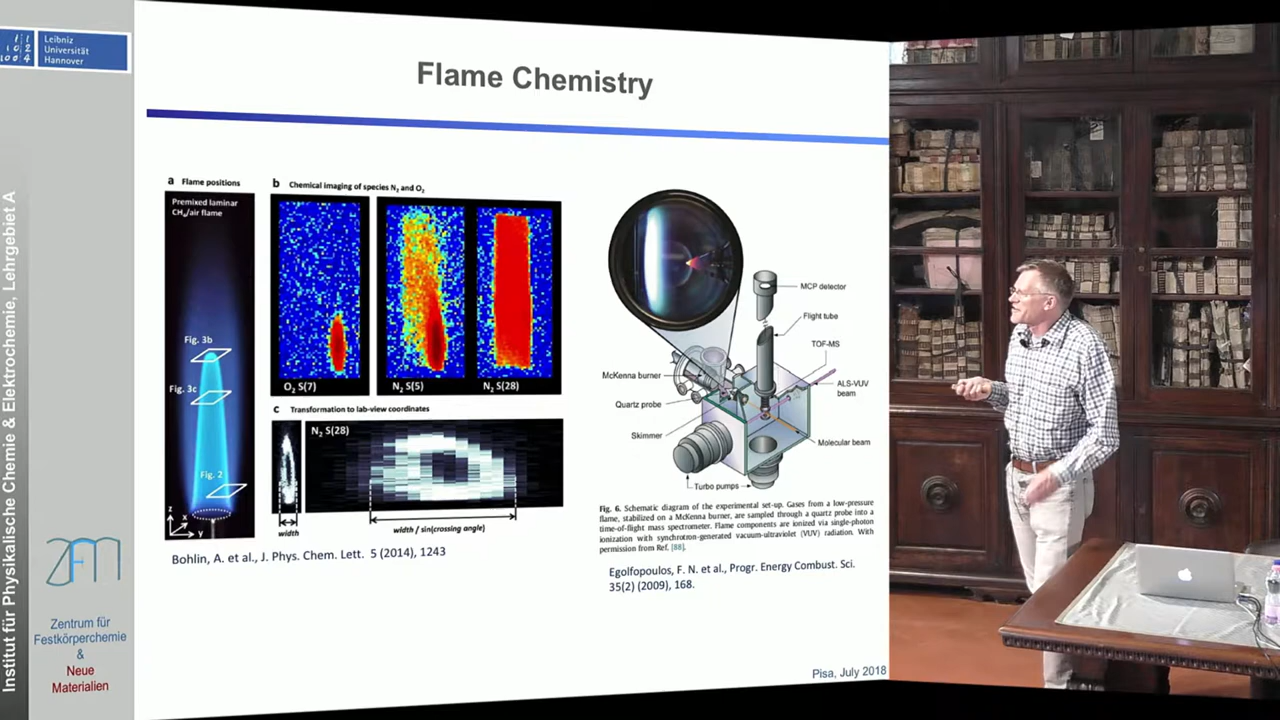 Leibniz
Universität
Hannover
Institut für Physikalische Chemie & Elektrochemie, Lehrgebiet A
ZFM
Zentrum für
Festkörperchemie
&
Neue
Materialien
Flame Chemistry
a Flame positions
Premixed laminar
CH₄/air flame
Fig. 3b
Fig. 3c
Fig. 2
z
x
y
b Chemical imaging of species N₂ and O₂
O₂ S(7)
N₂ S(5)
N₂ S(28)
c Transformation to lab-view coordinates
N₂ S(28)
width
width / sin(crossing angle)
Bohlin, A. et al., J. Phys. Chem. Lett. 5 (2014), 1243
MCP detector
Flight tube
TOF-MS
McKenna burner
ALS-VUV
beam
Quartz probe
Skimmer
Molecular beam
Turbo pumps
Fig. 6. Schematic diagram of the experimental set-up. Gases from a low-pressure
flame, stabilized on a McKenna burner, are sampled through a quartz probe into a
time-of-flight mass spectrometer. Flame components are ionized via single-photon
ionization with synchrotron-generated vacuum-ultraviolet (VUV) radiation. With
permission from Ref. [88].
Egolfopoulos, F. N. et al., Progr. Energy Combust. Sci.
35(2) (2009), 168.
Pisa, July 2018